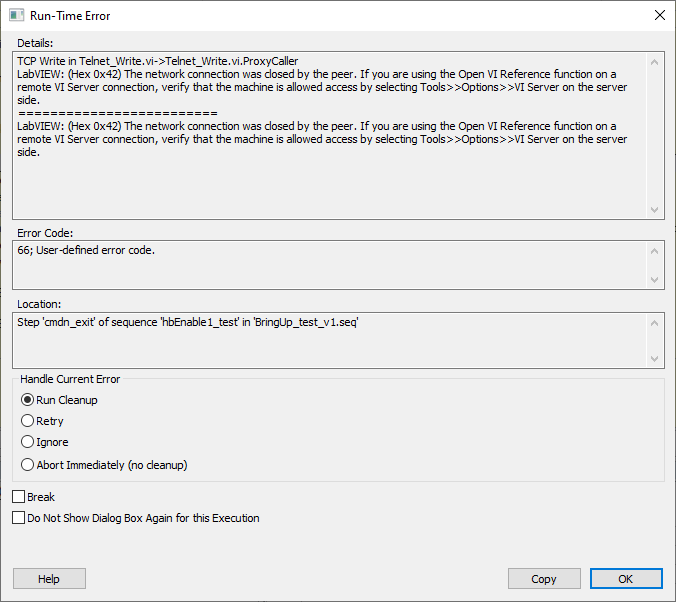 Run-Time Error
Details:
TCP Write in Telnet_Write.vi->Telnet_Write.vi.ProxyCaller
LabVIEW: (Hex 0x42) The network connection was closed by the peer. If you are using the Open VI Reference function on a
remote VI Server connection, verify that the machine is allowed access by selecting Tools>>Options>>VI Server on the server
side.
=========================
LabVIEW: (Hex 0x42) The network connection was closed by the peer. If you are using the Open VI Reference function on a
remote VI Server connection, verify that the machine is allowed access by selecting Tools>>Options>>VI Server on the server
side.
Error Code:
66; User-defined error code.
Location:
Step 'cmdn_exit' of sequence 'hbEnable1_test' in 'BringUp_test_v1.seq'
Handle Current Error
Run Cleanup
Retry
Ignore
Abort Immediately (no cleanup)
Break
Do Not Show Dialog Box Again for this Execution
Help
Copy
OK